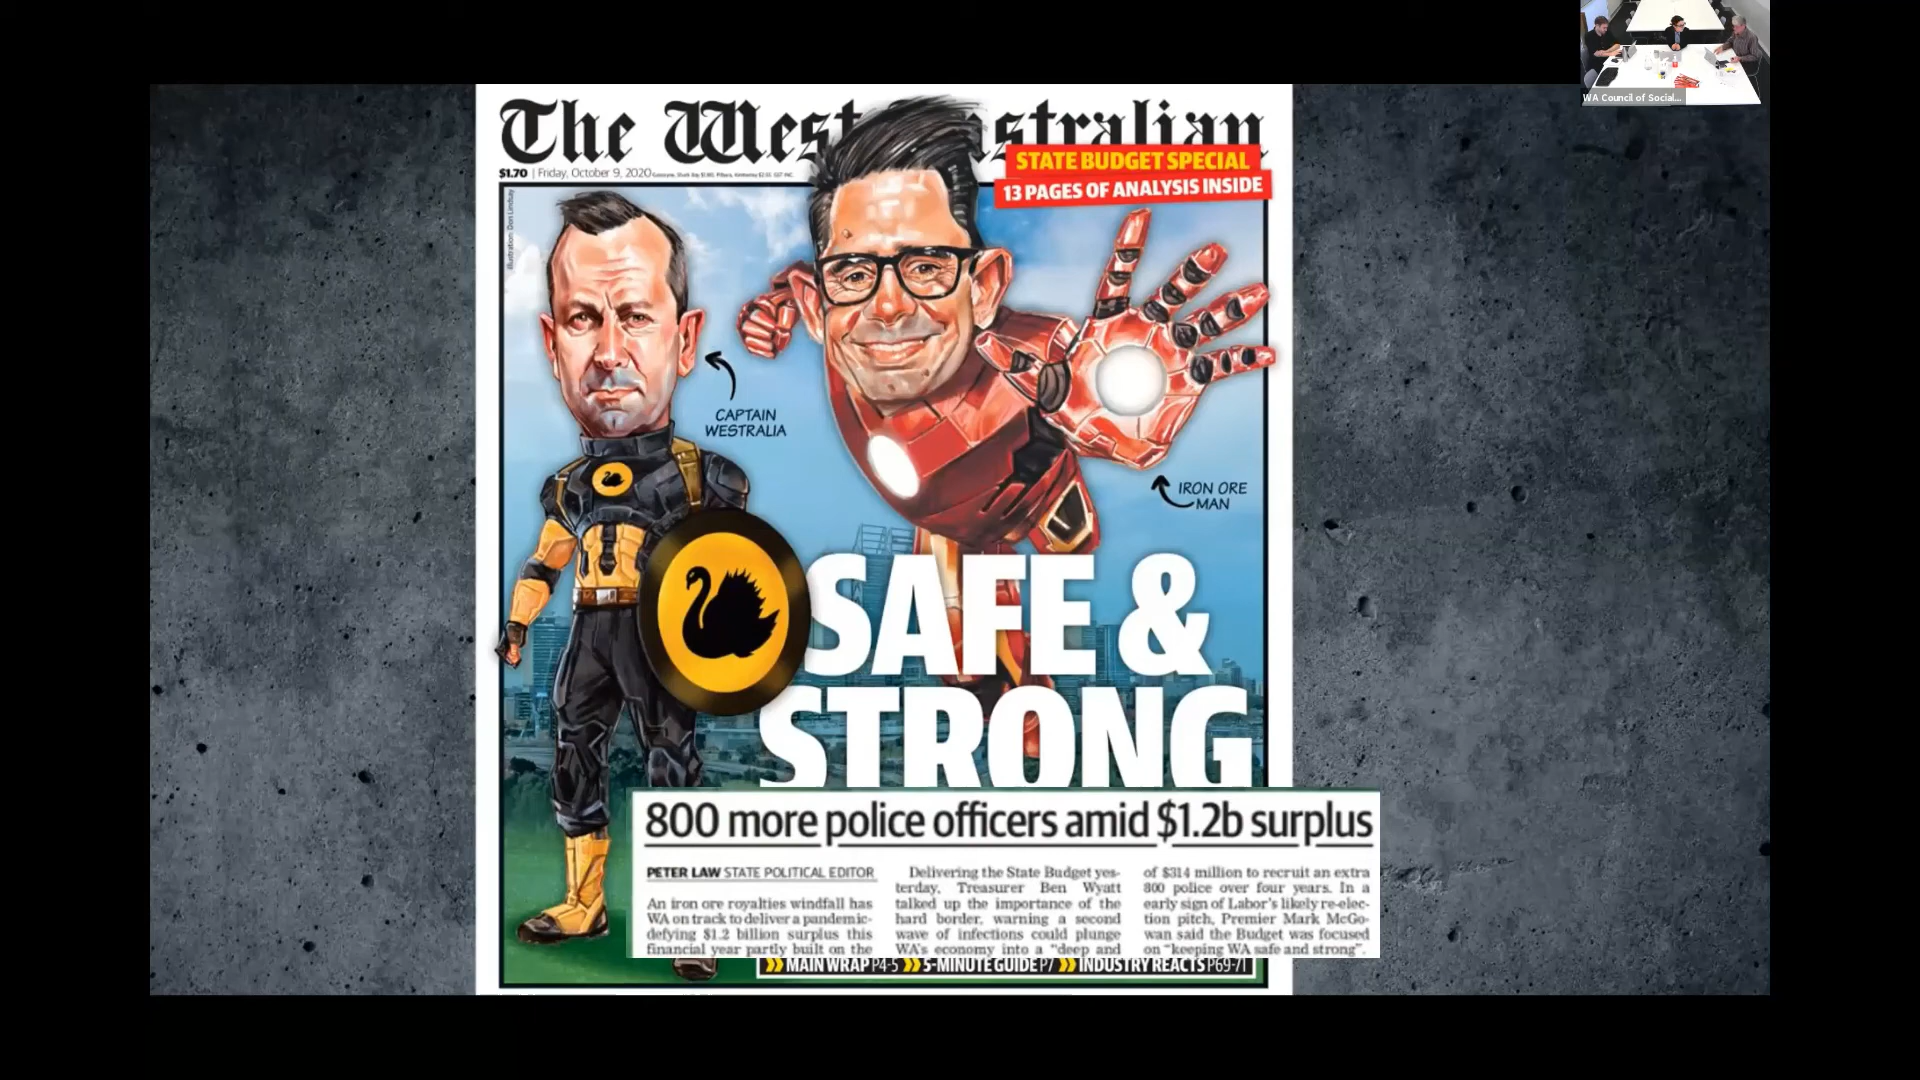 The West Australian
STATE BUDGET SPECIAL
13 PAGES OF ANALYSIS INSIDE
$1.70 | Friday, October 9, 2020
Illustration: Don Lindsay
CAPTAIN
WESTRALIA
IRON ORE
MAN
SAFE &
STRONG
800 more police officers amid $1.2b surplus
PETER LAW STATE POLITICAL EDITOR
An iron ore royalties windfall has
WA on track to deliver a pandemic-
defying $1.2 billion surplus this
financial year partly built on the
Delivering the State Budget yes-
terday, Treasurer Ben Wyatt
talked up the importance of the
hard border, warning a second
wave of infections could plunge
WA's economy into a "deep and
of $314 million to recruit an extra
800 police over four years. In a
early sign of Labor's likely re-elec-
tion pitch, Premier Mark McGo-
wan said the Budget was focused
on "keeping WA safe and strong".
MAIN WRAP P4-5 5-MINUTE GUIDE P7 INDUSTRY REACTS P69-71
WA Council of Social...